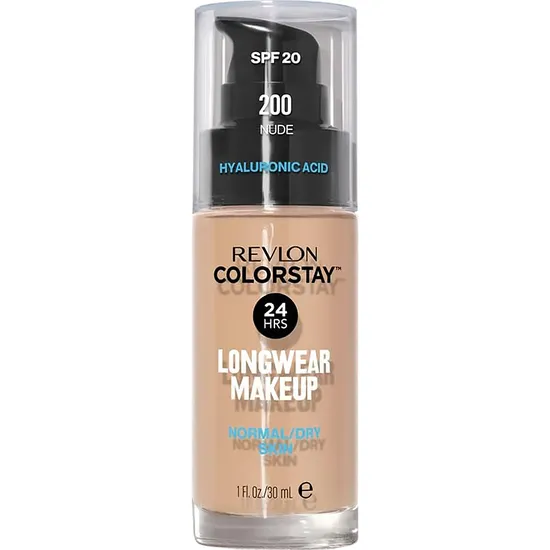 SPF 20
200
NUDE
HYALURONIC ACID
REVLON
COLORSTAY™
24
HRS
LONGWEAR
MAKEUP
NORMAL/DRY
SKIN
1 Fl. Oz./30 mL ℮